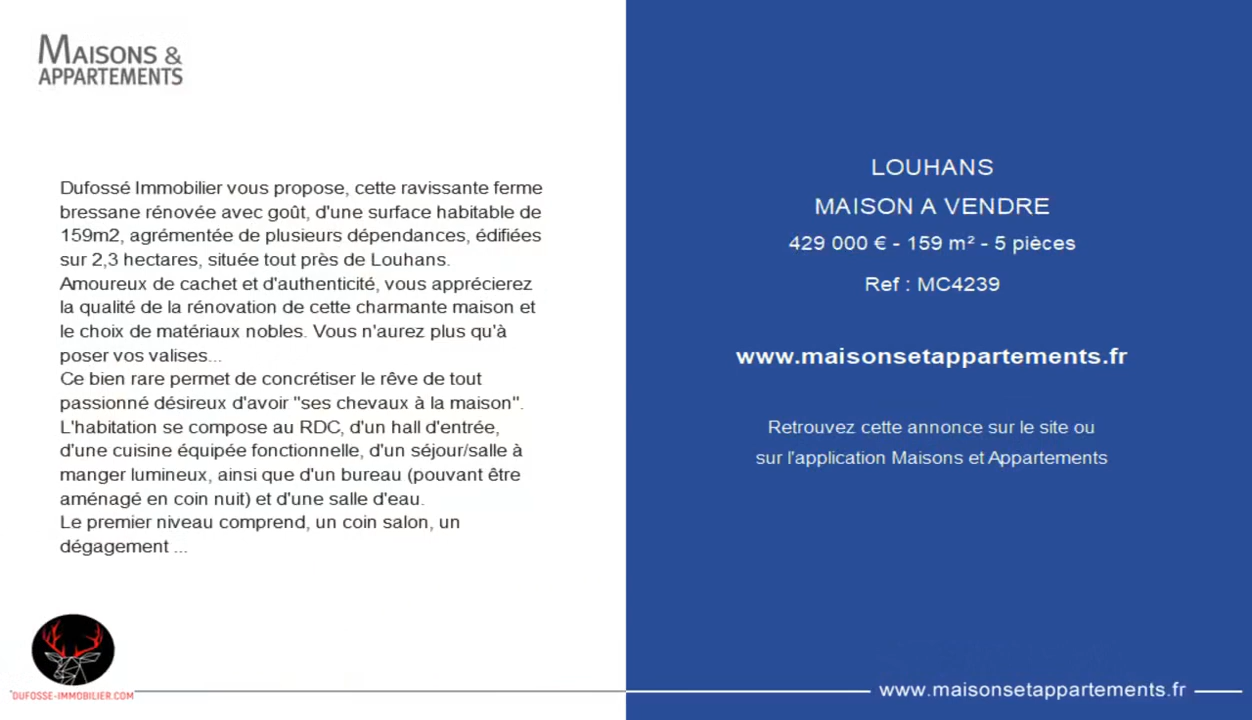 MAISONS &
APPARTEMENTS
Dufossé Immobilier vous propose, cette ravissante ferme
bressane rénovée avec goût, d'une surface habitable de
159m2, agrémentée de plusieurs dépendances, édifiées
sur 2,3 hectares, située tout près de Louhans.
Amoureux de cachet et d'authenticité, vous apprécierez
la qualité de la rénovation de cette charmante maison et
le choix de matériaux nobles. Vous n'aurez plus qu'à
poser vos valises...
Ce bien rare permet de concrétiser le rêve de tout
passionné désireux d'avoir "ses chevaux à la maison".
L'habitation se compose au RDC, d'un hall d'entrée,
d'une cuisine équipée fonctionnelle, d'un séjour/salle à
manger lumineux, ainsi que d'un bureau (pouvant être
aménagé en coin nuit) et d'une salle d'eau.
Le premier niveau comprend, un coin salon, un
dégagement ...
DUFOSSE-IMMOBILIER.COM
LOUHANS
MAISON A VENDRE
429 000 € - 159 m² - 5 pièces
Ref : MC4239
www.maisonsetappartements.fr
Retrouvez cette annonce sur le site ou
sur l'application Maisons et Appartements
www.maisonsetappartements.fr